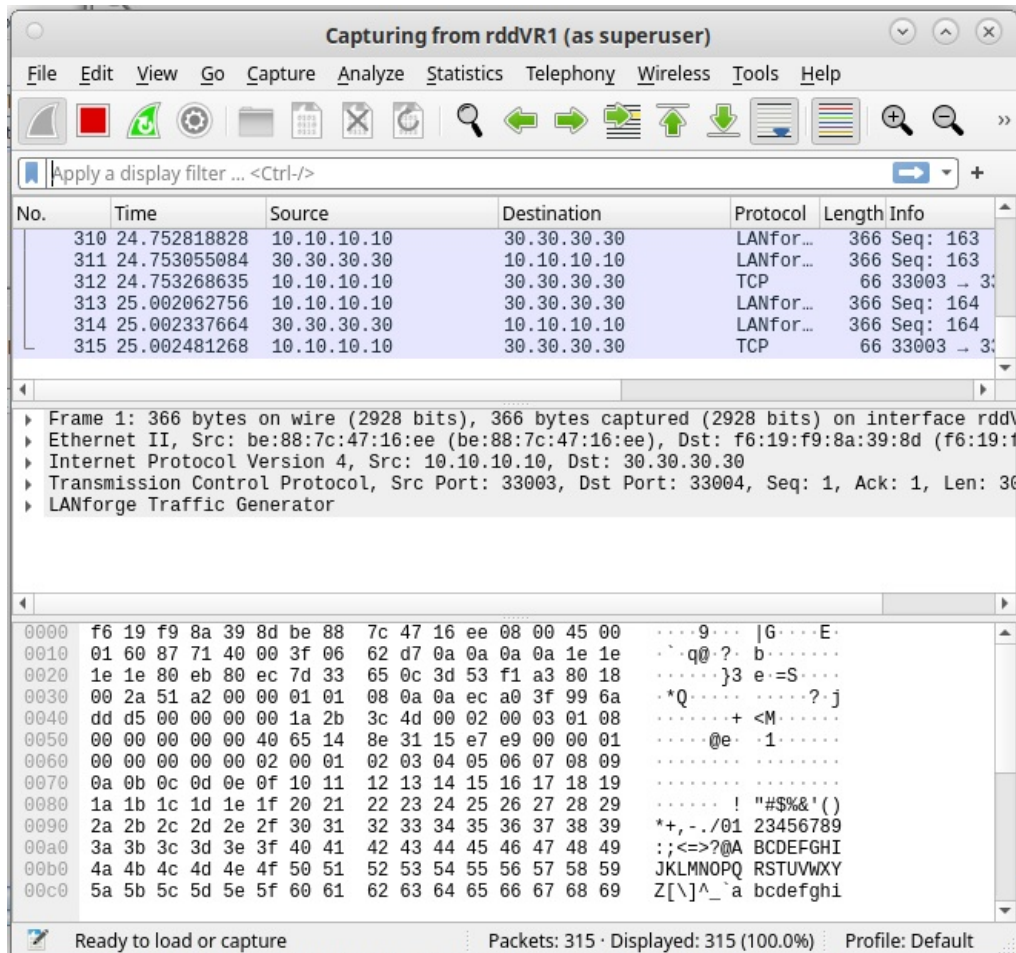 Capturing from rddVR1 (as superuser)
File Edit View Go Capture Analyze Statistics Telephony Wireless Tools Help
Apply a display filter ... <Ctrl-/>
No. Time Source Destination Protocol Length Info
310 24.752818828 10.10.10.10 30.30.30.30 LANfor… 366 Seq: 163
311 24.753055084 30.30.30.30 10.10.10.10 LANfor… 366 Seq: 163
312 24.753268635 10.10.10.10 30.30.30.30 TCP 66 33003 → 33
313 25.002062756 10.10.10.10 30.30.30.30 LANfor… 366 Seq: 164
314 25.002337664 30.30.30.30 10.10.10.10 LANfor… 366 Seq: 164
315 25.002481268 10.10.10.10 30.30.30.30 TCP 66 33003 → 33
Frame 1: 366 bytes on wire (2928 bits), 366 bytes captured (2928 bits) on interface rddV
Ethernet II, Src: be:88:7c:47:16:ee (be:88:7c:47:16:ee), Dst: f6:19:f9:8a:39:8d (f6:19:f
Internet Protocol Version 4, Src: 10.10.10.10, Dst: 30.30.30.30
Transmission Control Protocol, Src Port: 33003, Dst Port: 33004, Seq: 1, Ack: 1, Len: 30
LANforge Traffic Generator
0000 f6 19 f9 8a 39 8d be 88 7c 47 16 ee 08 00 45 00 ····9··· |G····E·
0010 01 60 87 71 40 00 3f 06 62 d7 0a 0a 0a 0a 1e 1e ·`·q@·?· b·······
0020 1e 1e 80 eb 80 ec 7d 33 65 0c 3d 53 f1 a3 80 18 ······}3 e·=S····
0030 00 2a 51 a2 00 00 01 01 08 0a 0a ec a0 3f 99 6a ·*Q····· ·····?·j
0040 dd d5 00 00 00 00 1a 2b 3c 4d 00 02 00 03 01 08 ·······+ <M······
0050 00 00 00 00 00 40 65 14 8e 31 15 e7 e9 00 00 01 ·····@e· ·1······
0060 00 00 00 00 00 02 00 01 02 03 04 05 06 07 08 09 ········ ········
0070 0a 0b 0c 0d 0e 0f 10 11 12 13 14 15 16 17 18 19 ········ ········
0080 1a 1b 1c 1d 1e 1f 20 21 22 23 24 25 26 27 28 29 ······ ! "#$%&'()
0090 2a 2b 2c 2d 2e 2f 30 31 32 33 34 35 36 37 38 39 *+,-./01 23456789
00a0 3a 3b 3c 3d 3e 3f 40 41 42 43 44 45 46 47 48 49 :;<=>?@A BCDEFGHI
00b0 4a 4b 4c 4d 4e 4f 50 51 52 53 54 55 56 57 58 59 JKLMNOPQ RSTUVWXY
00c0 5a 5b 5c 5d 5e 5f 60 61 62 63 64 65 66 67 68 69 Z[\]^_`a bcdefghi
Ready to load or capture Packets: 315 · Displayed: 315 (100.0%) Profile: Default